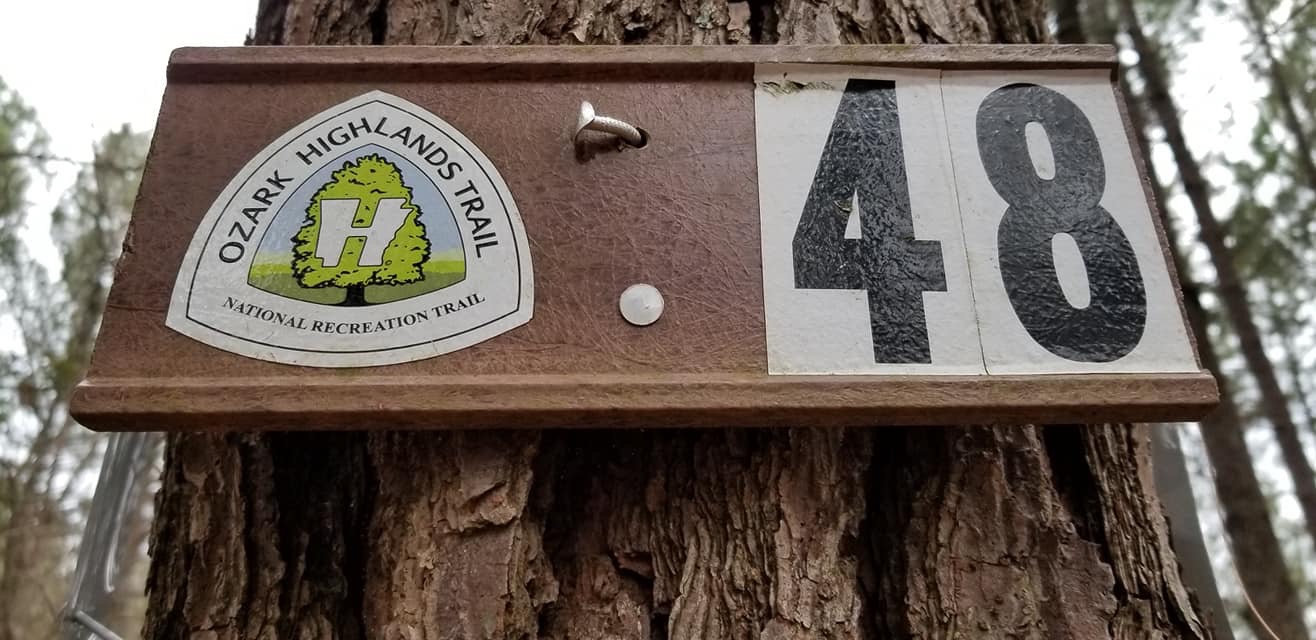 OZARK HIGHLANDS TRAIL
H
NATIONAL RECREATION TRAIL
48